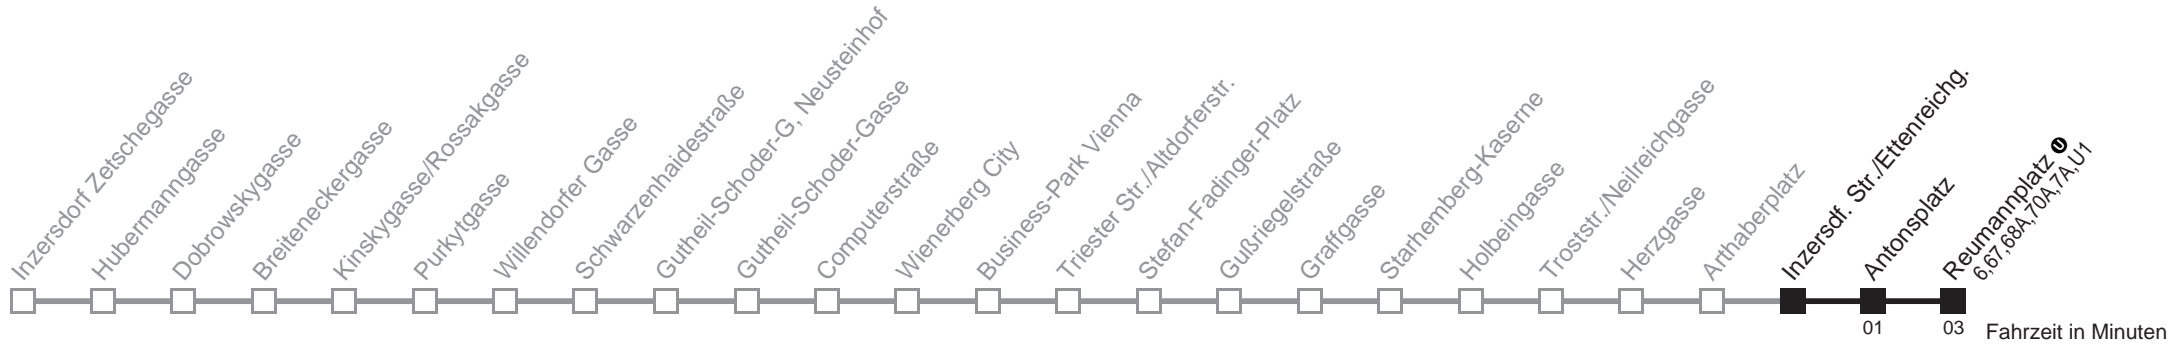 Inzersdorf Zetschegasse
Hubermanngasse
Dobrowskygasse
Breiteneckergasse
Kinskygasse/Rossakgasse
Purkytgasse
Willendorfer Gasse
Schwarzenhaidestraße
Gutheil-Schoder-G, Neusteinhof
Gutheil-Schoder-Gasse
Computerstraße
Wienerberg City
Business-Park Vienna
Triester Str./Altdorferstr.
Stefan-Fadinger-Platz
Gußriegelstraße
Graffgasse
Starhemberg-Kaserne
Holbeingasse
Troststr./Neilreichgasse
Herzgasse
Arthaberplatz
Inzersdf. Str./Ettenreichg.
Antonsplatz
Reumannplatz U
6,67,68A,70A,7A,U1
01
03
Fahrzeit in Minuten